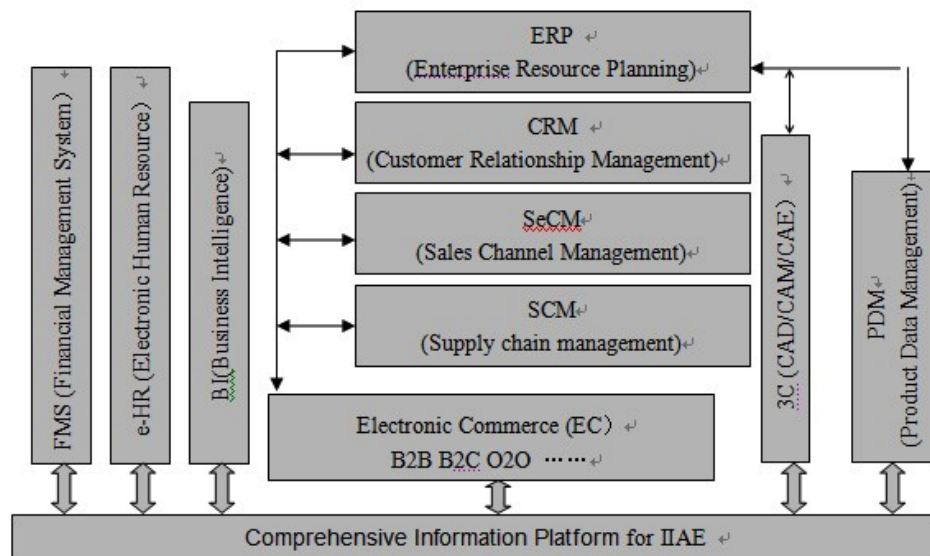 ERP
(Enterprise Resource Planning)
CRM
(Customer Relationship Management)
SeCM
(Sales Channel Management)
SCM
(Supply chain management)
Electronic Commerce (EC）
B2B B2C O2O ……
FMS (Financial Management System）
e-HR (Electronic Human Resource）
BI(Business Intelligence)
3C (CAD/CAM/CAE）
PDM
(Product Data Management)
Comprehensive Information Platform for IIAE